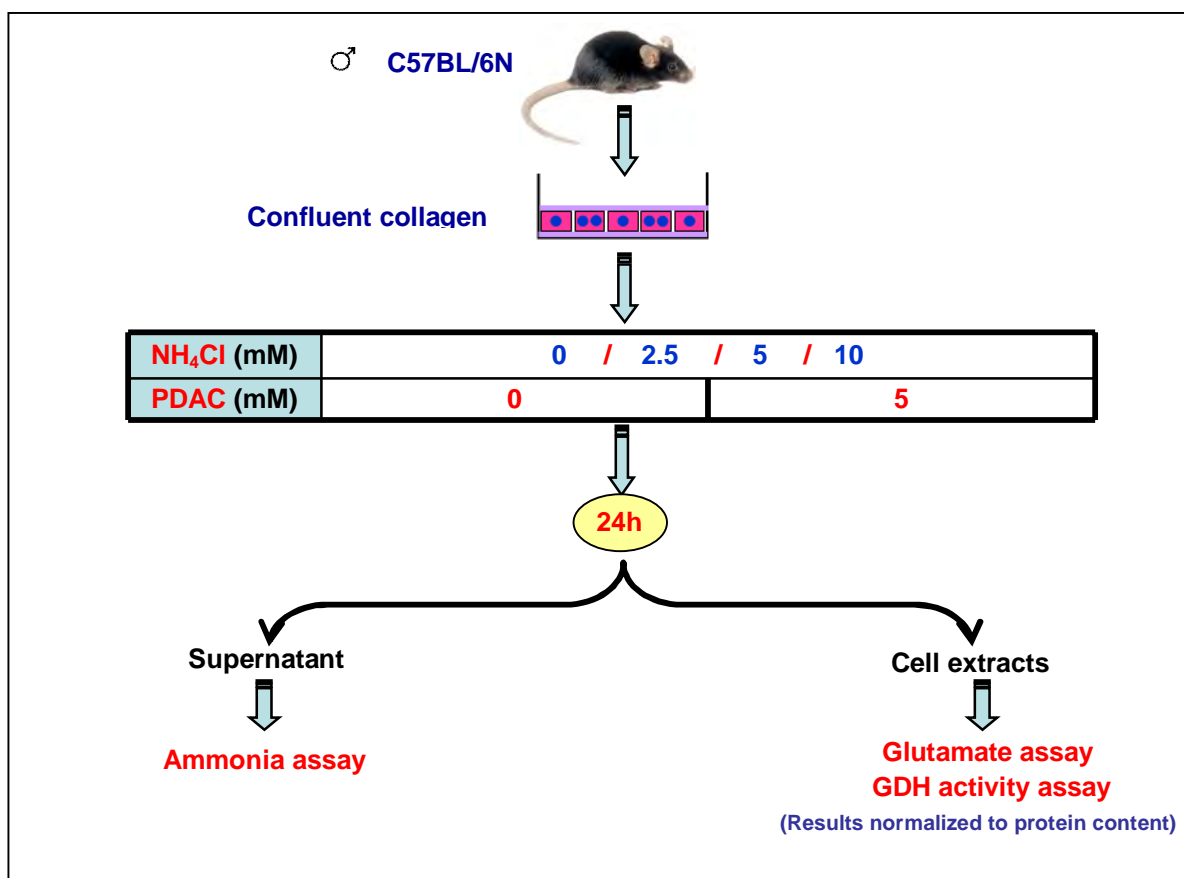 ♂ C57BL/6N
Confluent collagen
NH₄Cl (mM) 0 / 2.5 / 5 / 10
PDAC (mM) 0 5
24h
Supernatant
Cell extracts
Ammonia assay
Glutamate assay
GDH activity assay
(Results normalized to protein content)